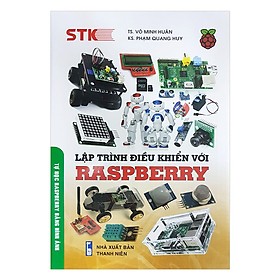 STK
TS. VÕ MINH HUÂN
KS. PHẠM QUANG HUY
LẬP TRÌNH ĐIỀU KHIỂN VỚI
RASPBERRY
TỰ HỌC RASPBERRY BẰNG HÌNH ẢNH
NHÀ XUẤT BẢN
THANH NIÊN